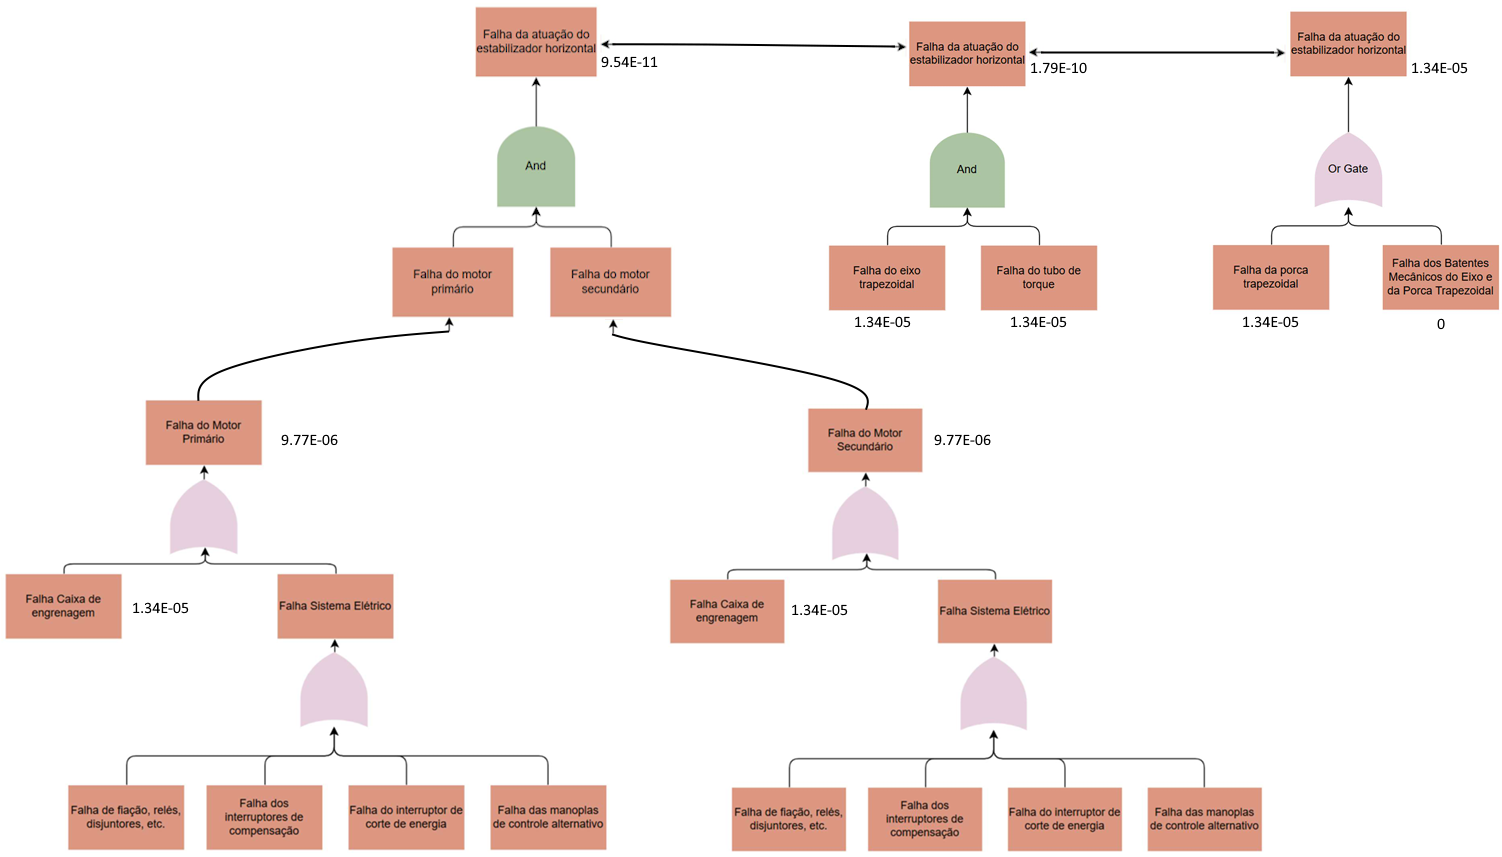 Falha da atuação do
estabilizador horizontal
9.54E-11
Falha da atuação do
estabilizador horizontal
1.79E-10
Falha da atuação do
estabilizador horizontal
1.34E-05
And
And
Or Gate
Falha do motor
primário
Falha do motor
secundário
Falha do eixo
trapezoidal
1.34E-05
Falha do tubo de
torque
1.34E-05
Falha da porca
trapezoidal
1.34E-05
Falha dos Batentes
Mecânicos do Eixo e
da Porca Trapezoidal
0
Falha do Motor
Primário
9.77E-06
Falha do Motor
Secundário
9.77E-06
Falha Caixa de
engrenagem
1.34E-05
Falha Sistema Elétrico
Falha Caixa de
engrenagem
1.34E-05
Falha Sistema Elétrico
Falha de fiação, relés,
disjuntores, etc.
Falha dos
interruptores de
compensação
Falha do interruptor de
corte de energia
Falha das manoplas
de controle alternativo
Falha de fiação, relés,
disjuntores, etc.
Falha dos
interruptores de
compensação
Falha do interruptor de
corte de energia
Falha das manoplas
de controle alternativo